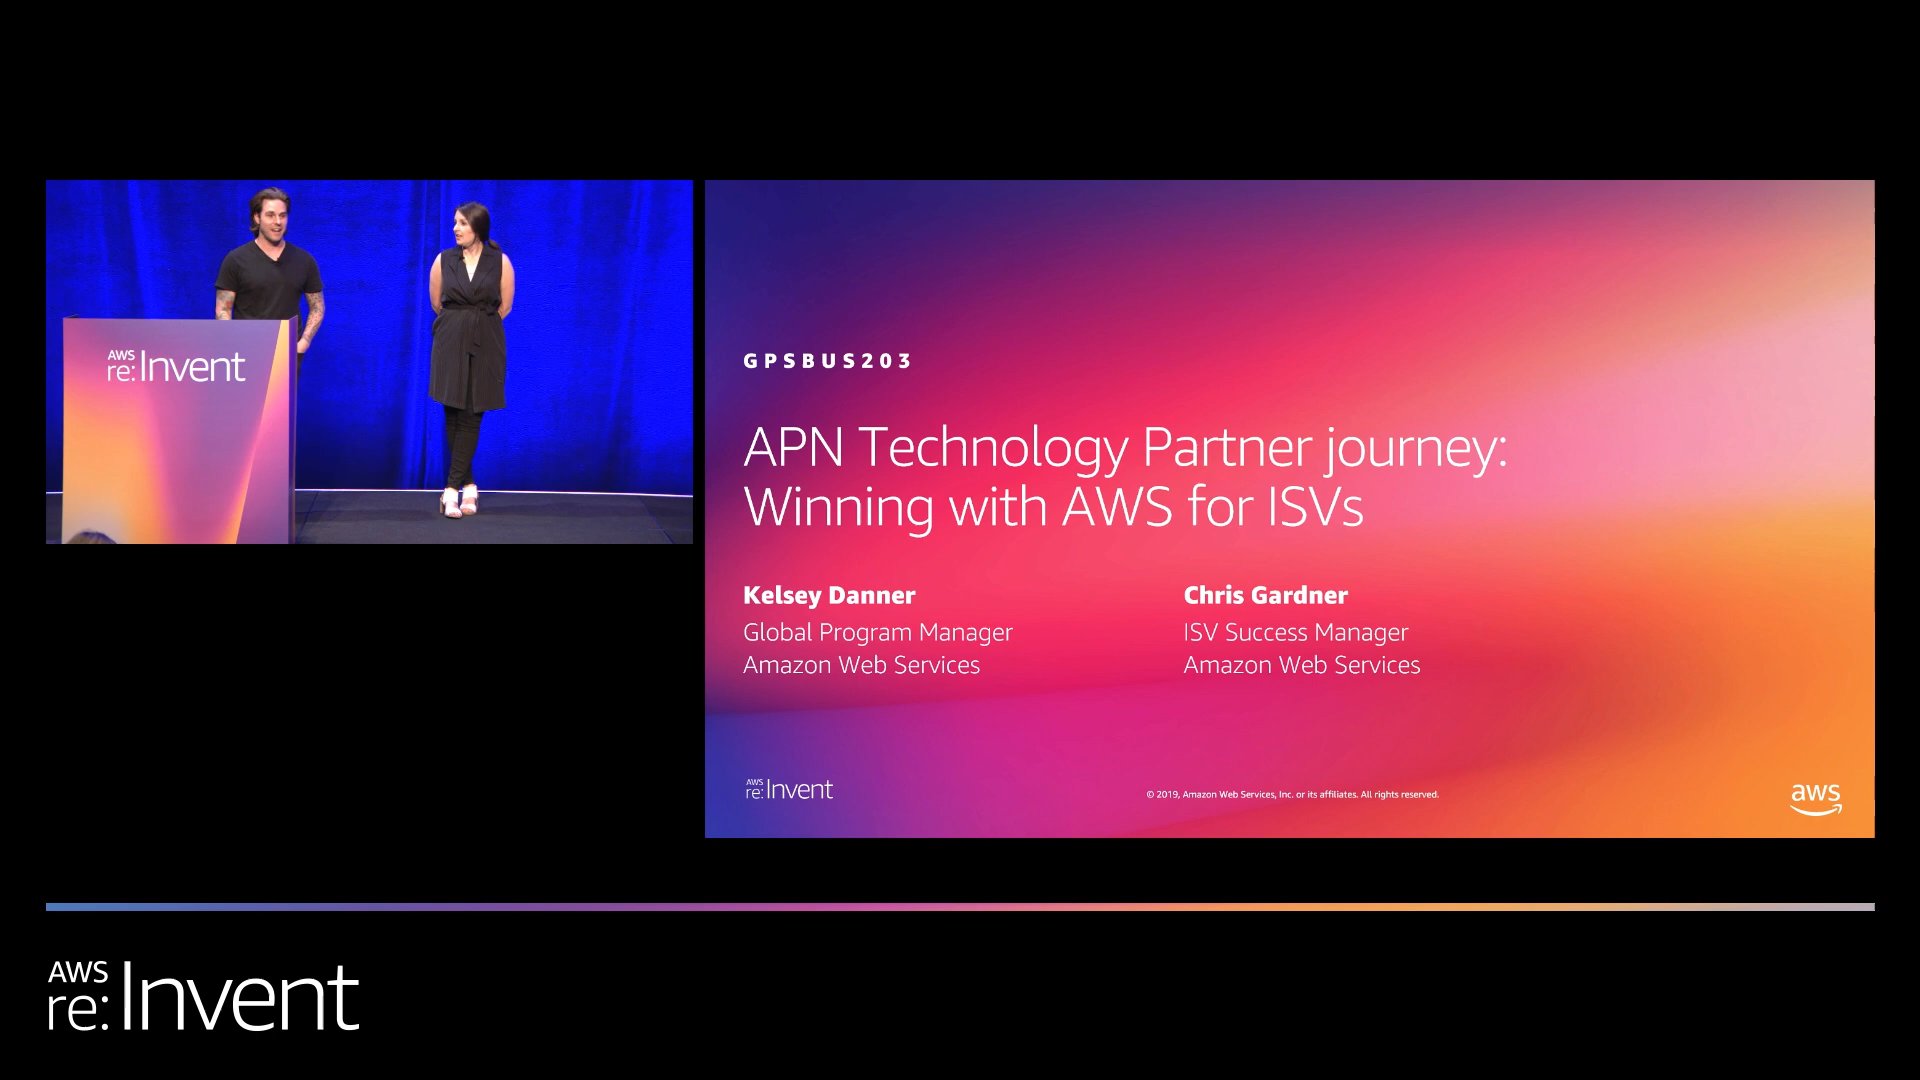 AWS
re:Invent
GPSBUS203
APN Technology Partner journey:
Winning with AWS for ISVs
Kelsey Danner
Global Program Manager
Amazon Web Services
Chris Gardner
ISV Success Manager
Amazon Web Services
AWS
re:Invent
© 2019, Amazon Web Services, Inc. or its affiliates. All rights reserved.
aws
AWS
re:Invent